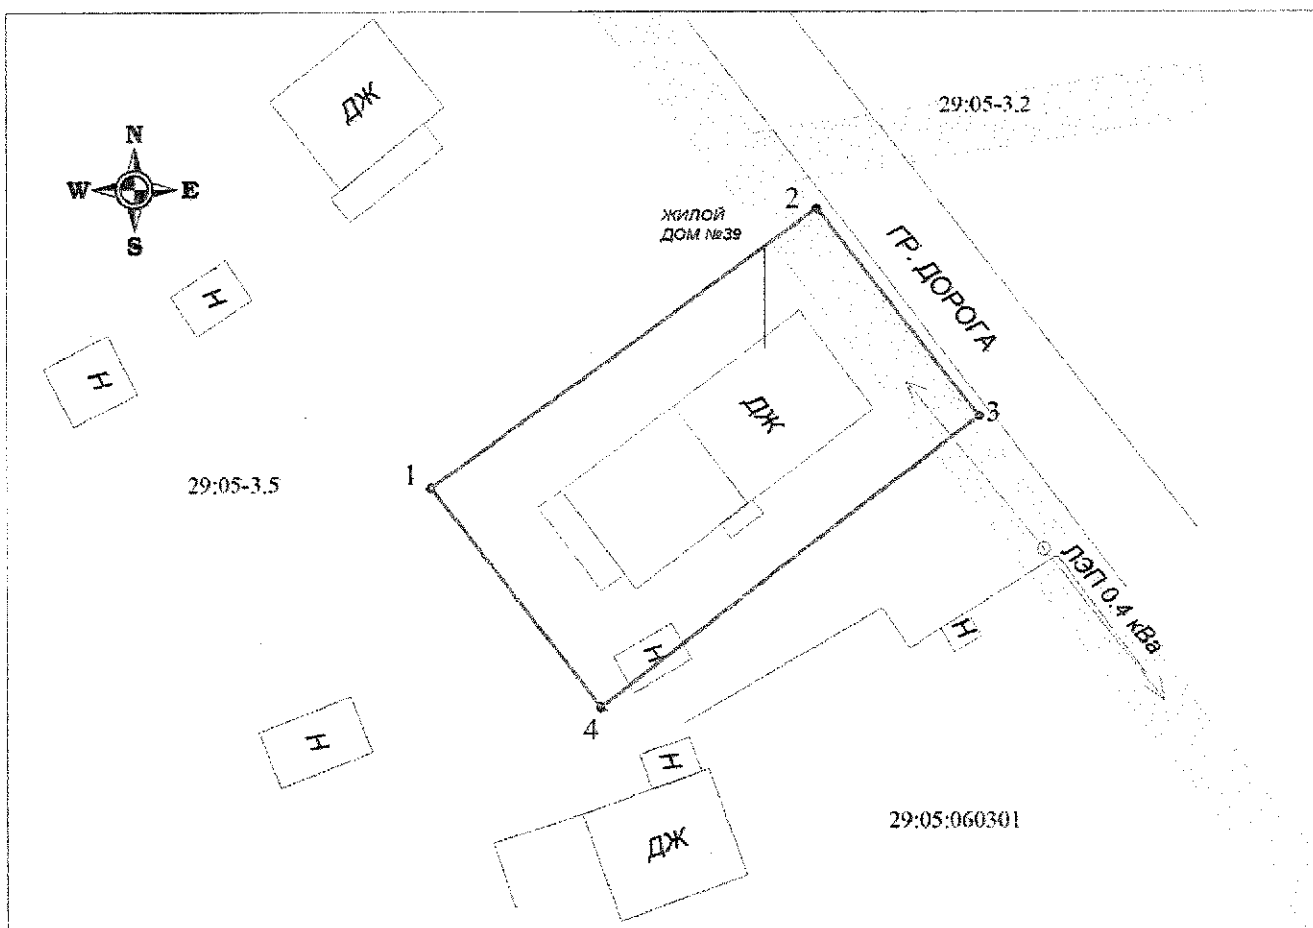 ДЖ
29:05-3.2
N
W E
S
2
ЖИЛОЙ
ДОМ №39
ГР. ДОРОГА
Н
Н
ДЖ
3
1
29:05-3.5
ЛЭП 0.4 кВа
Н
Н
4
Н
Н
29:05:060301
ДЖ